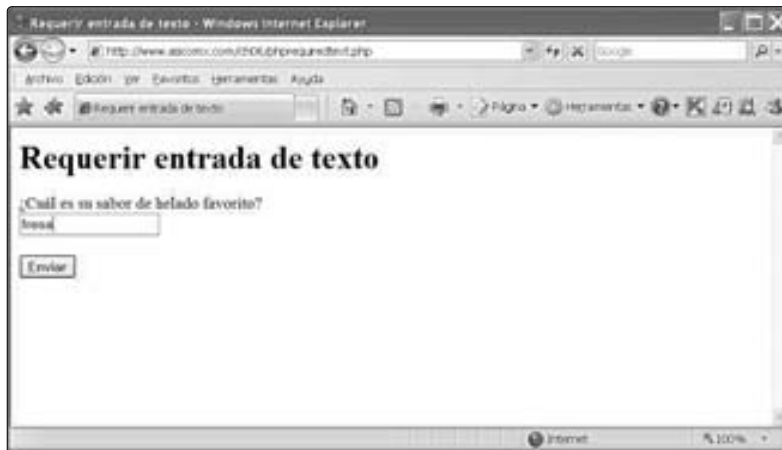 Requerir entrada de texto - Windows Internet Explorer
Google
Archivo Edición Ver Favoritos Herramientas Ayuda
Requerir entrada de texto
Página Herramientas
Requerir entrada de texto
¿Cuál es su sabor de helado favorito?
Enviar
Internet
100%